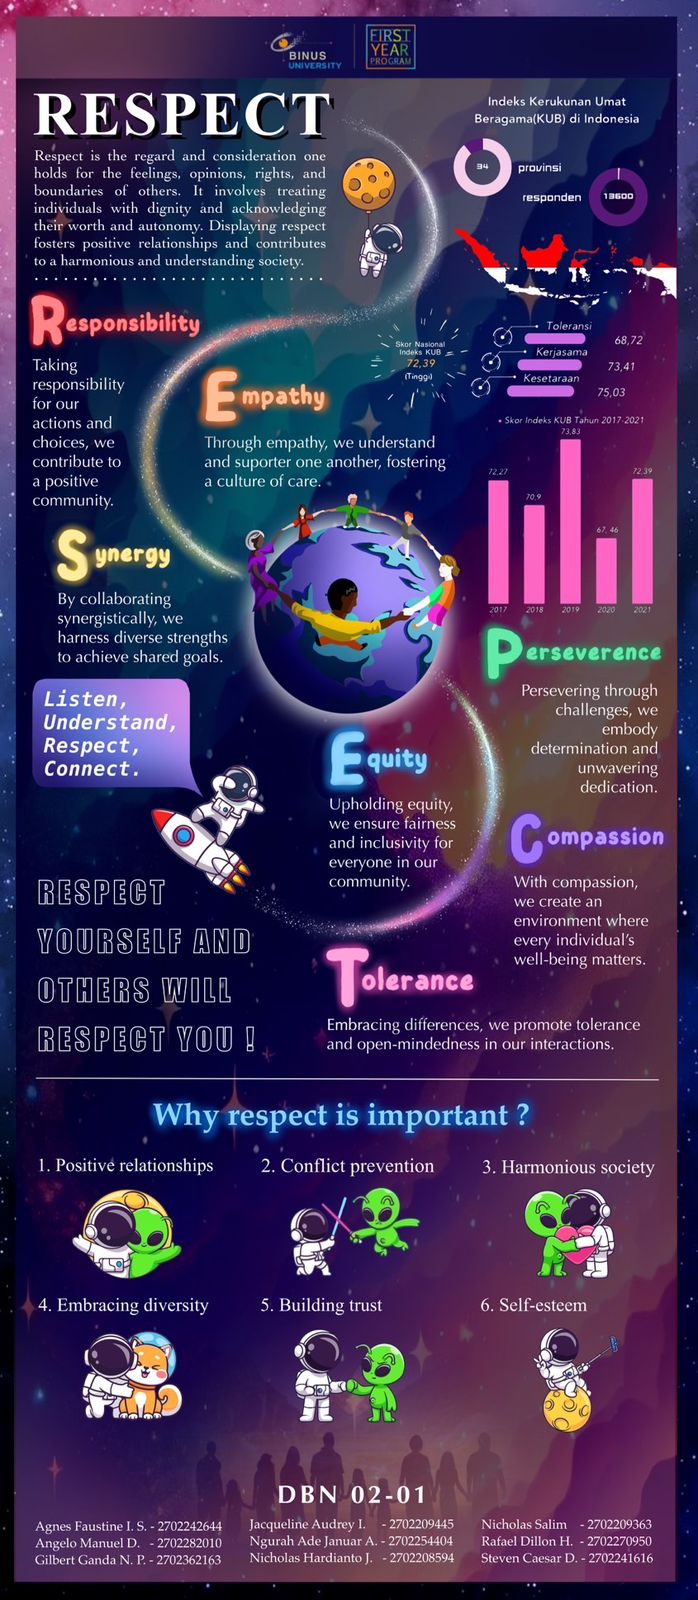 BINUS
UNIVERSITY
FIRST
YEAR
PROGRAM
RESPECT
Respect is the regard and consideration one
holds for the feelings, opinions, rights, and
boundaries of others. It involves treating
individuals with dignity and acknowledging
their worth and autonomy. Displaying respect
fosters positive relationships and contributes
to a harmonious and understanding society.
Indeks Kerukunan Umat
Beragama(KUB) di Indonesia
34
provinsi
responden
13600
Responsibility
Taking
responsibility
for our
actions and
choices, we
contribute to
a positive
community.
Skor Nasional
Indeks KUB
72,39
(Tinggi)
Toleransi
68,72
Kerjasama
73,41
Kesetaraan
75,03
Empathy
Through empathy, we understand
and suporter one another, fostering
a culture of care.
• Skor Indeks KUB Tahun 2017-2021
72,27
70,9
73,83
67, 46
72,39
2017
2018
2019
2020
2021
Synergy
By collaborating
synergistically, we
harness diverse strengths
to achieve shared goals.
Perseverence
Persevering through
challenges, we
embody
determination and
unwavering
dedication.
Listen,
Understand,
Respect,
Connect.
Equity
Upholding equity,
we ensure fairness
and inclusivity for
everyone in our
community.
Compassion
With compassion,
we create an
environment where
every individual's
well-being matters.
RESPECT
YOURSELF AND
OTHERS WILL
RESPECT YOU !
Tolerance
Embracing differences, we promote tolerance
and open-mindedness in our interactions.
Why respect is important ?
1. Positive relationships
2. Conflict prevention
3. Harmonious society
4. Embracing diversity
5. Building trust
6. Self-esteem
DBN 02-01
Agnes Faustine I. S. - 2702242644
Angelo Manuel D. - 2702282010
Gilbert Ganda N. P. - 2702362163
Jacqueline Audrey I. - 2702209445
Ngurah Ade Januar A. - 2702254404
Nicholas Hardianto J. - 2702208594
Nicholas Salim - 2702209363
Rafael Dillon H. - 2702270950
Steven Caesar D. - 2702241616